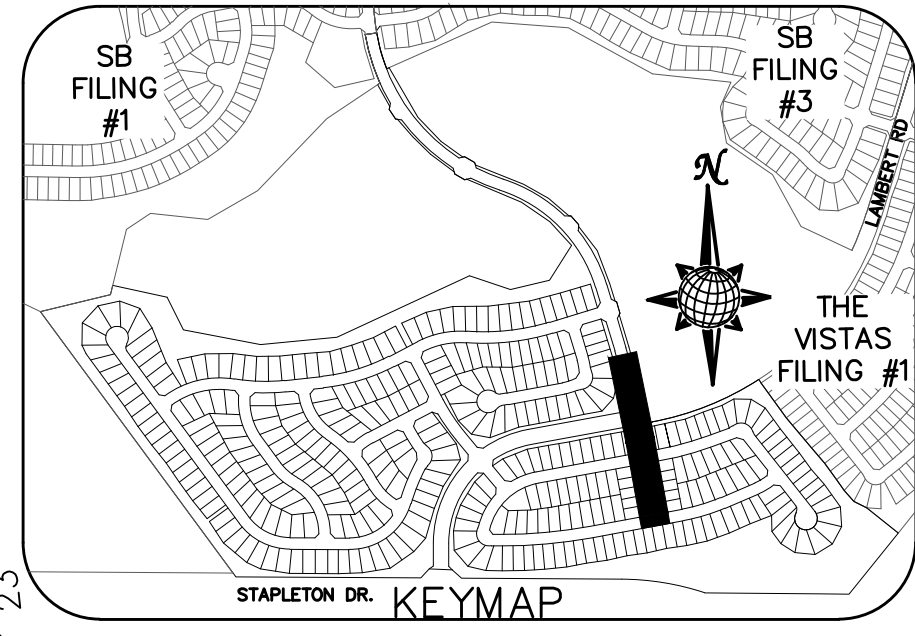 SB
FILING
#1
SB
FILING
#3
LAMBERT RD
N
THE
VISTAS
FILING #1
STAPLETON DR.
KEYMAP
23